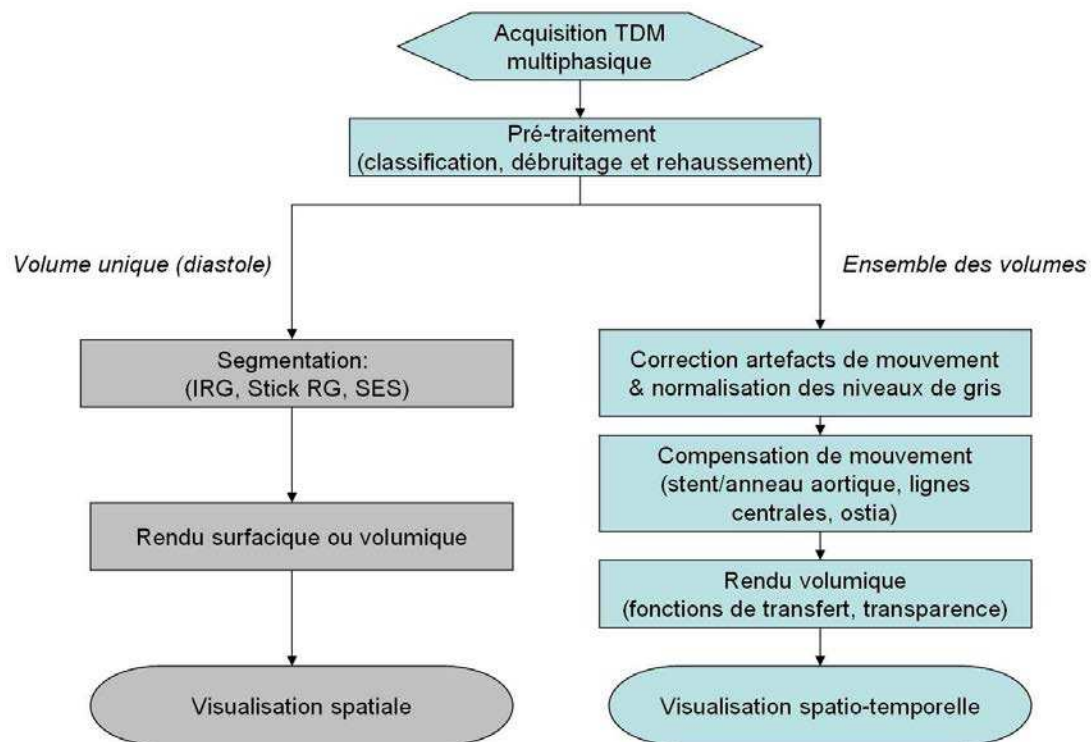 Acquisition TDM
multiphasique
Pré-traitement
(classification, débruitage et rehaussement)
Volume unique (diastole)
Ensemble des volumes
Segmentation:
(IRG, Stick RG, SES)
Rendu surfacique ou volumique
Visualisation spatiale
Correction artefacts de mouvement
& normalisation des niveaux de gris
Compensation de mouvement
(stent/anneau aortique, lignes
centrales, ostia)
Rendu volumique
(fonctions de transfert, transparence)
Visualisation spatio-temporelle